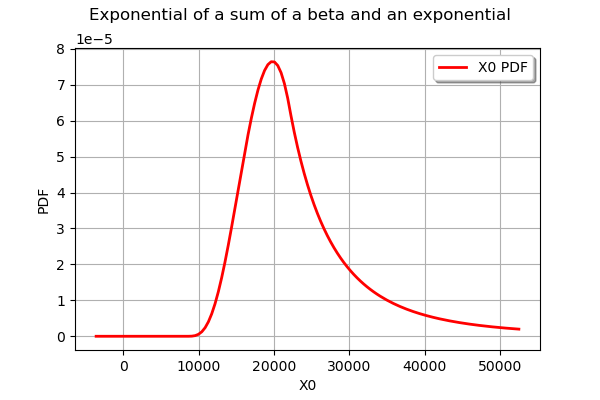 Exponential of a sum of a beta and an exponential
1e−5
8
7
6
5
4
3
2
1
0
PDF
X0 PDF
0 10000 20000 30000 40000 50000
X0